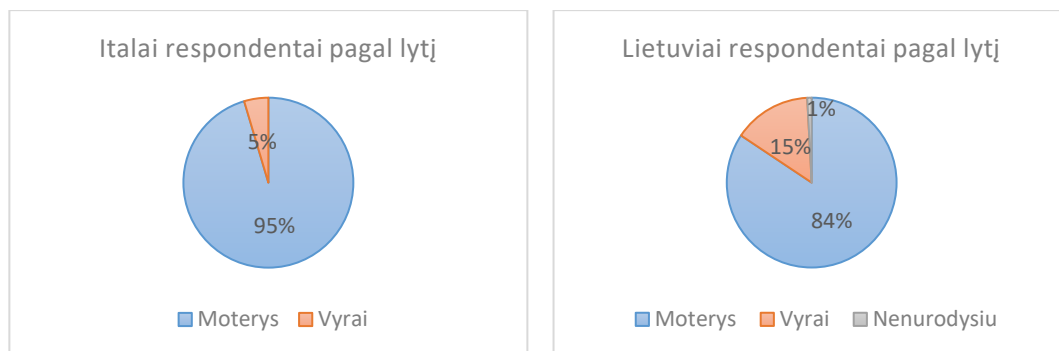 Italai respondentai pagal lytį
5%
95%
Moterys Vyrai
Lietuviai respondentai pagal lytį
1%
15%
84%
Moterys Vyrai Nenurodysiu